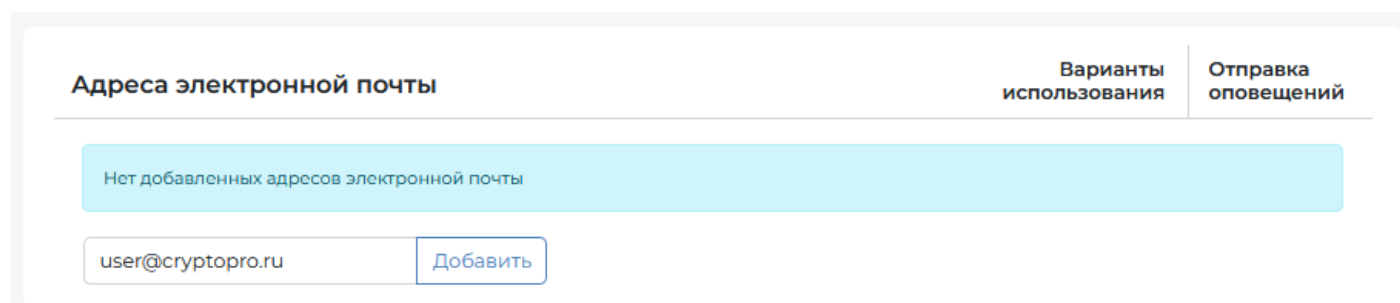 Адреса электронной почты
Варианты использования
Отправка оповещений
Нет добавленных адресов электронной почты
user@cryptopro.ru
Добавить